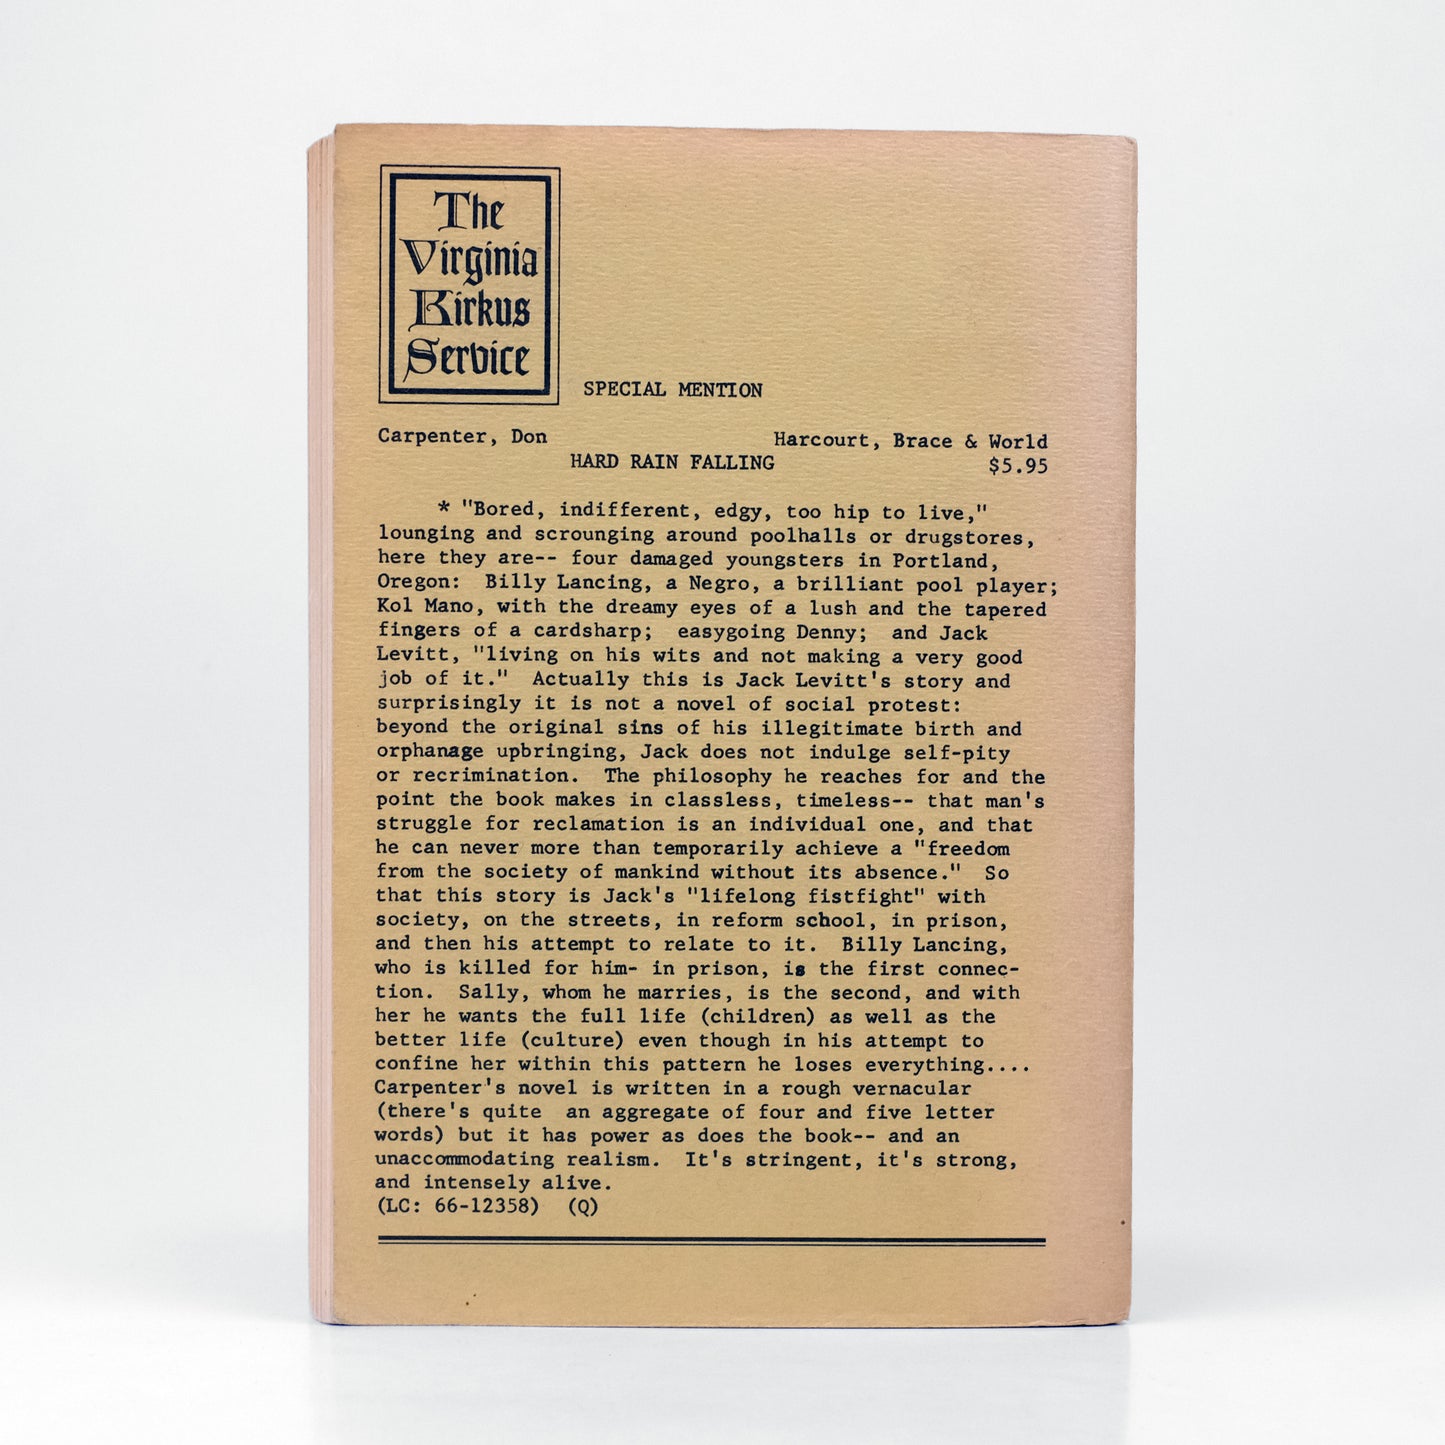 The
Virginia
Kirkus
Service
SPECIAL MENTION
Carpenter, Don
Harcourt, Brace & World
HARD RAIN FALLING
$5.95
* "Bored, indifferent, edgy, too hip to live,"
lounging and scrounging around poolhalls or drugstores,
here they are-- four damaged youngsters in Portland,
Oregon: Billy Lancing, a Negro, a brilliant pool player;
Kol Mano, with the dreamy eyes of a lush and the tapered
fingers of a cardsharp; easygoing Denny; and Jack
Levitt, "living on his wits and not making a very good
job of it." Actually this is Jack Levitt's story and
surprisingly it is not a novel of social protest:
beyond the original sins of his illegitimate birth and
orphanage upbringing, Jack does not indulge self-pity
or recrimination. The philosophy he reaches for and the
point the book makes in classless, timeless-- that man's
struggle for reclamation is an individual one, and that
he can never more than temporarily achieve a "freedom
from the society of mankind without its absence." So
that this story is Jack's "lifelong fistfight" with
society, on the streets, in reform school, in prison,
and then his attempt to relate to it. Billy Lancing,
who is killed for him- in prison, is the first connec-
tion. Sally, whom he marries, is the second, and with
her he wants the full life (children) as well as the
better life (culture) even though in his attempt to
confine her within this pattern he loses everything....
Carpenter's novel is written in a rough vernacular
(there's quite an aggregate of four and five letter
words) but it has power as does the book-- and an
unaccommodating realism. It's stringent, it's strong,
and intensely alive.
(LC: 66-12358) (Q)